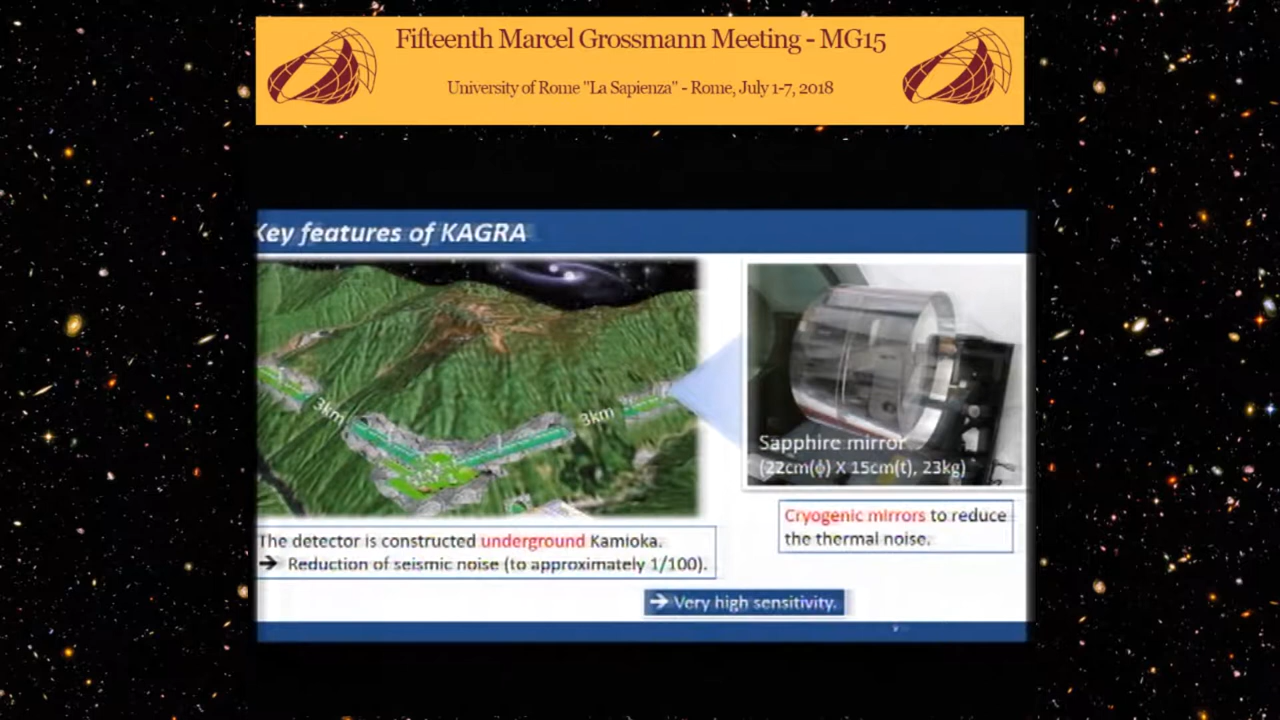 Fifteenth Marcel Grossmann Meeting - MG15
University of Rome "La Sapienza" - Rome, July 1-7, 2018
Key features of KAGRA
3km
3km
Sapphire mirror
(22cm(ϕ) X 15cm(t), 23kg)
Cryogenic mirrors to reduce
the thermal noise.
The detector is constructed underground Kamioka.
➔ Reduction of seismic noise (to approximately 1/100).
➔ Very high sensitivity.